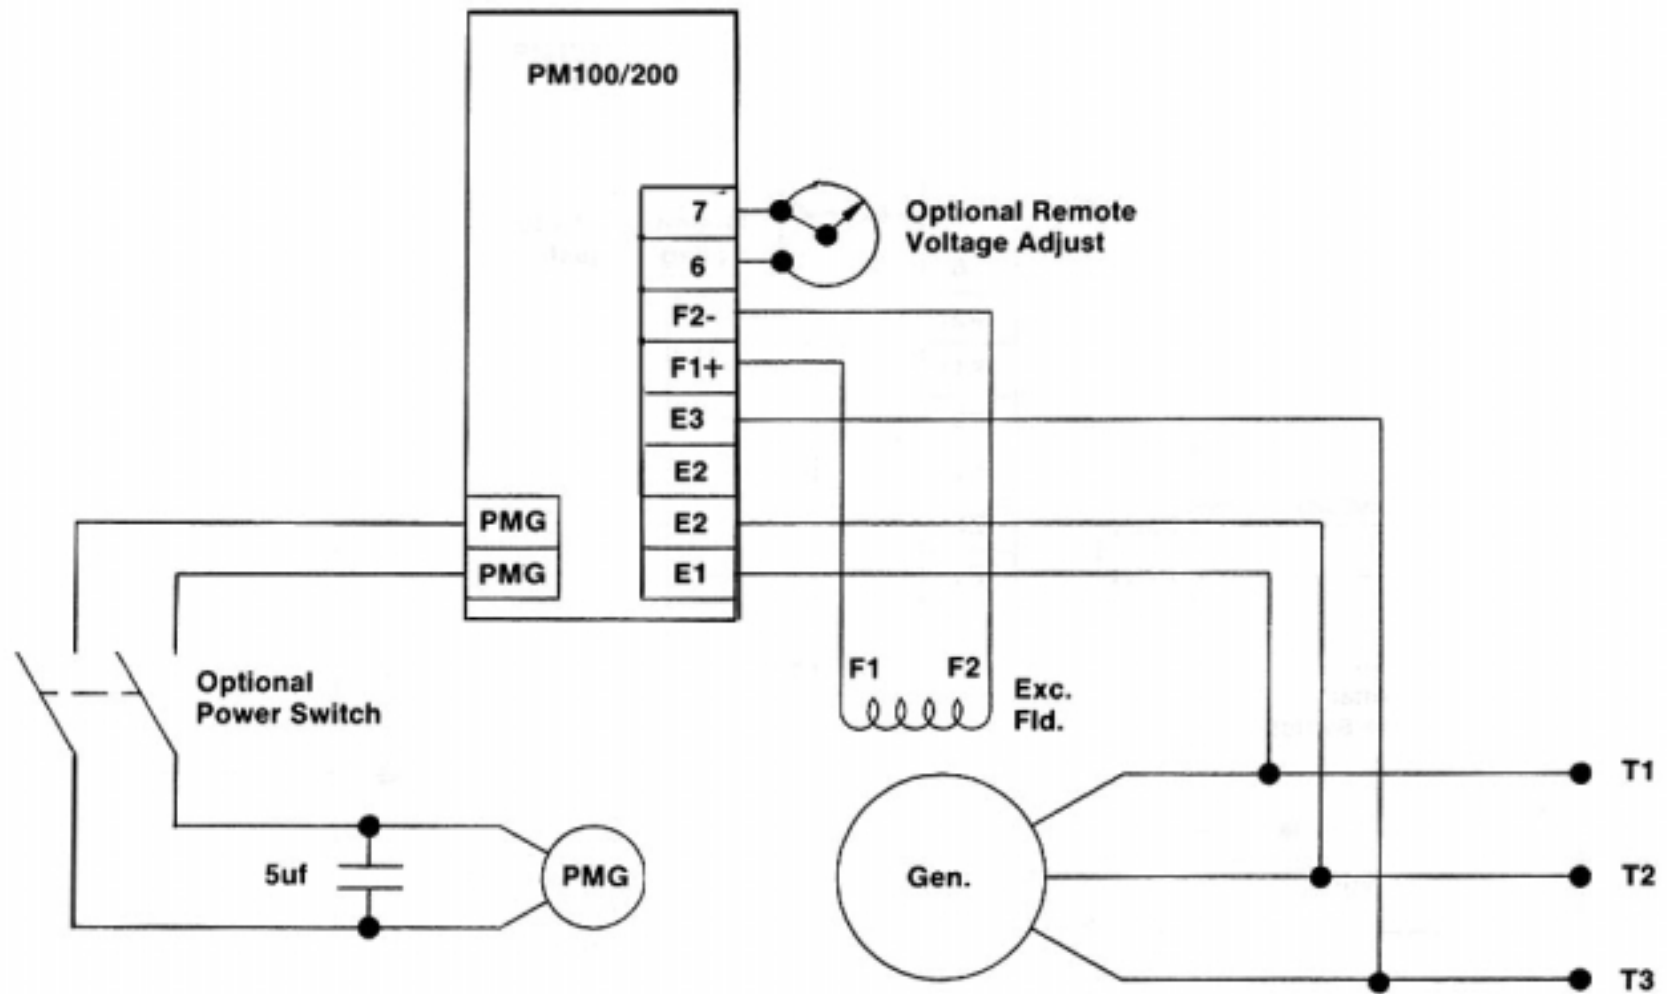 PM100/200
7
6
F2-
F1+
E3
E2
E2
E1
PMG
PMG
Optional Remote
Voltage Adjust
Optional
Power Switch
F1
F2
Exc.
Fld.
5uf
PMG
Gen.
T1
T2
T3